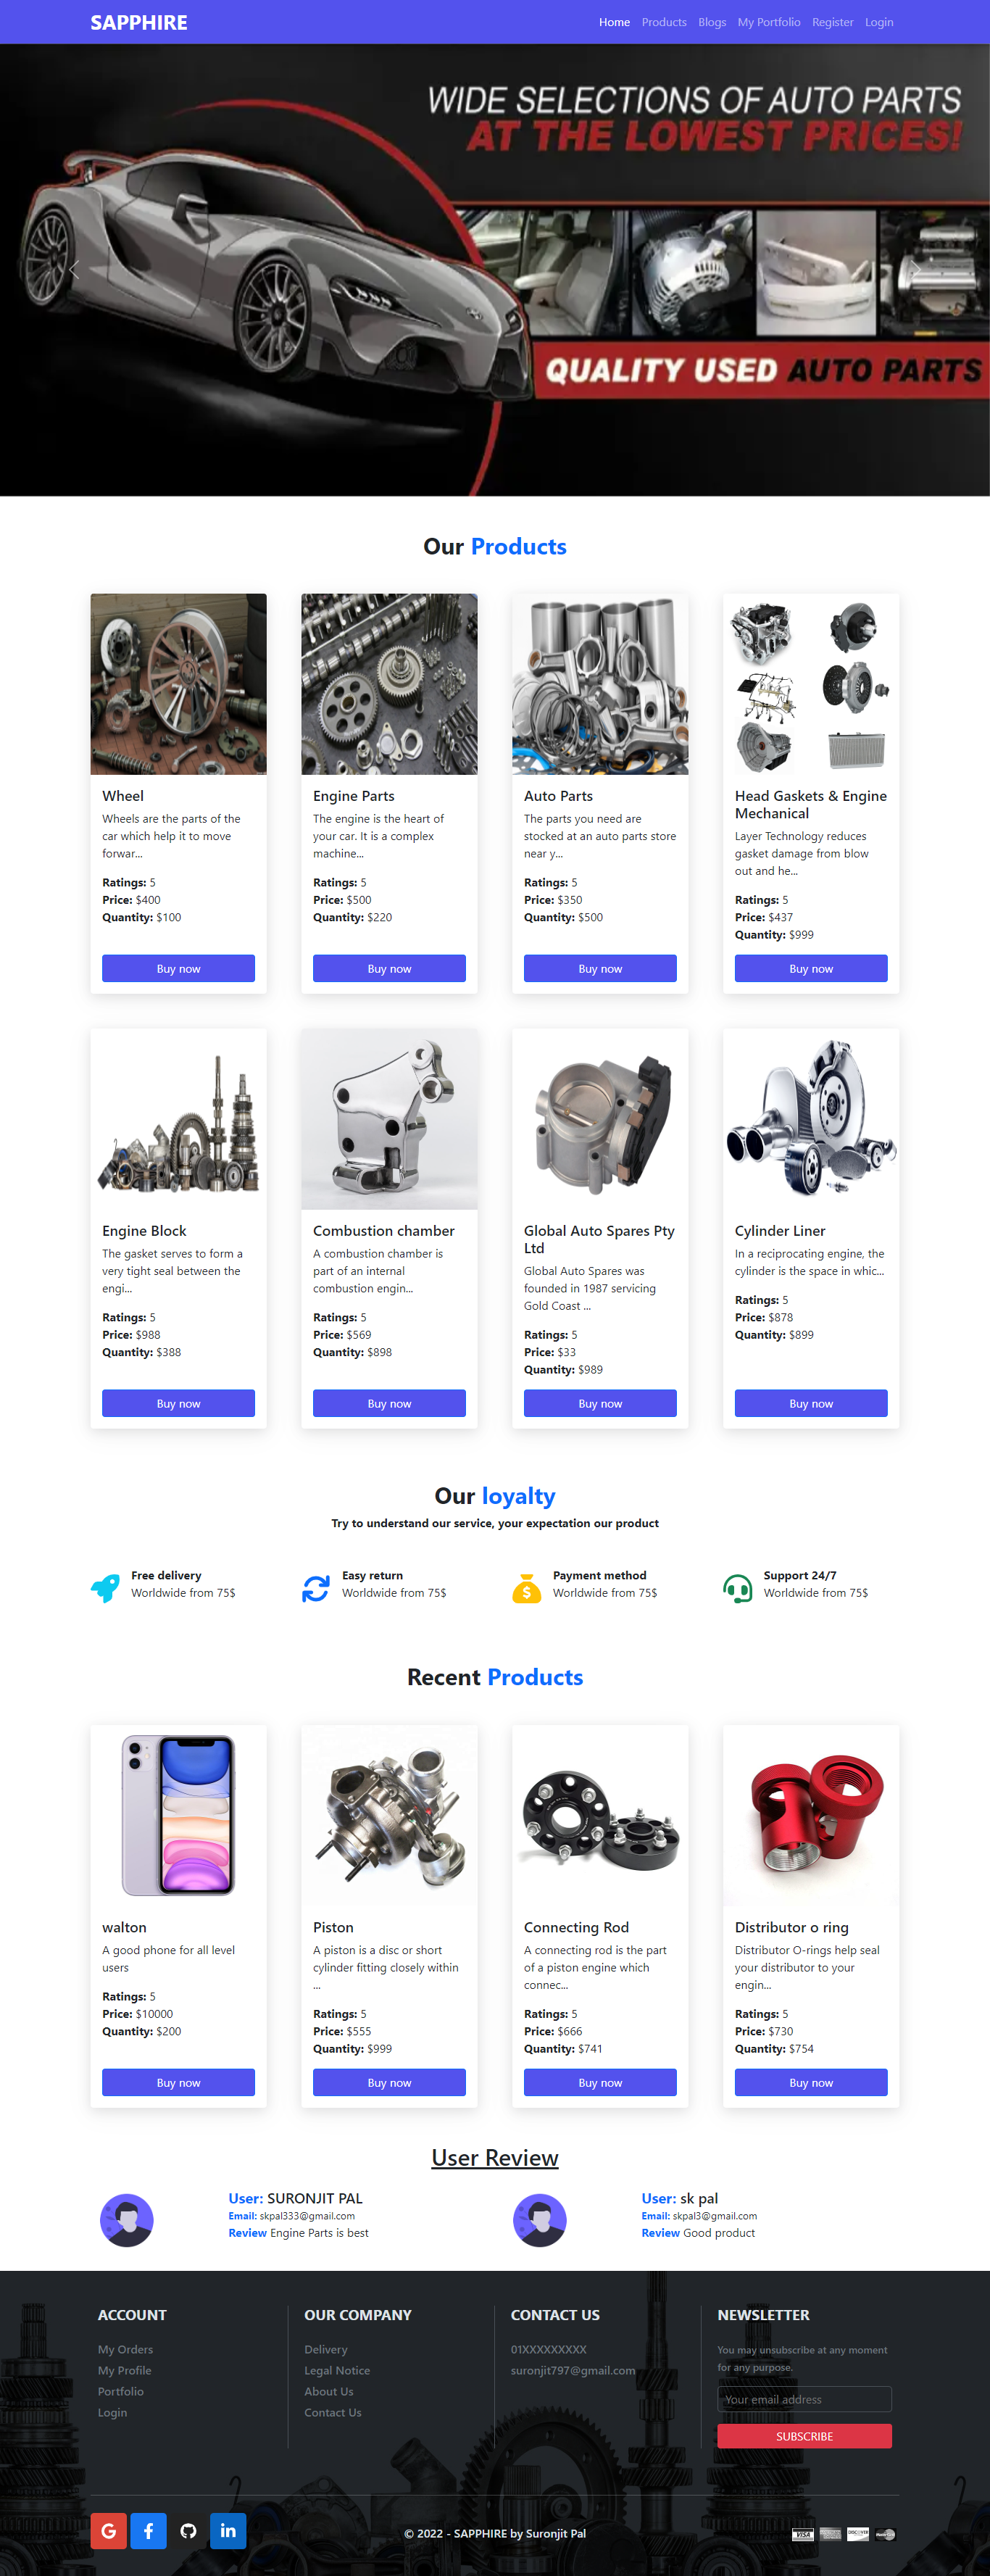 SAPPHIRE
Home Products Blogs My Portfolio Register Login
WIDE SELECTIONS OF AUTO PARTS
AT THE LOWEST PRICES!
QUALITY USED AUTO PARTS
Our Products
Wheel
Wheels are the parts of the
car which help it to move
forwar...
Ratings: 5
Price: $400
Quantity: $100
Buy now
Engine Parts
The engine is the heart of
your car. It is a complex
machine...
Ratings: 5
Price: $500
Quantity: $220
Buy now
Auto Parts
The parts you need are
stocked at an auto parts store
near y...
Ratings: 5
Price: $350
Quantity: $500
Buy now
Head Gaskets & Engine
Mechanical
Layer Technology reduces
gasket damage from blow
out and he...
Ratings: 5
Price: $437
Quantity: $999
Buy now
Engine Block
The gasket serves to form a
very tight seal between the
engi...
Ratings: 5
Price: $988
Quantity: $388
Buy now
Combustion chamber
A combustion chamber is
part of an internal
combustion engin...
Ratings: 5
Price: $569
Quantity: $898
Buy now
Global Auto Spares Pty
Ltd
Global Auto Spares was
founded in 1987 servicing
Gold Coast ...
Ratings: 5
Price: $33
Quantity: $989
Buy now
Cylinder Liner
In a reciprocating engine, the
cylinder is the space in whic...
Ratings: 5
Price: $878
Quantity: $899
Buy now
Our loyalty
Try to understand our service, your expectation our product
Free delivery
Worldwide from 75$
Easy return
Worldwide from 75$
Payment method
Worldwide from 75$
Support 24/7
Worldwide from 75$
Recent Products
walton
A good phone for all level
users
Ratings: 5
Price: $10000
Quantity: $200
Buy now
Piston
A piston is a disc or short
cylinder fitting closely within
...
Ratings: 5
Price: $555
Quantity: $999
Buy now
Connecting Rod
A connecting rod is the part
of a piston engine which
connec...
Ratings: 5
Price: $666
Quantity: $741
Buy now
Distributor o ring
Distributor O-rings help seal
your distributor to your
engin...
Ratings: 5
Price: $730
Quantity: $754
Buy now
User Review
User: SURONJIT PAL
Email: skpal333@gmail.com
Review Engine Parts is best
User: sk pal
Email: skpal3@gmail.com
Review Good product
ACCOUNT
My Orders
My Profile
Portfolio
Login
OUR COMPANY
Delivery
Legal Notice
About Us
Contact Us
CONTACT US
01XXXXXXXXX
suronjit797@gmail.com
NEWSLETTER
You may unsubscribe at any moment
for any purpose.
Your email address
SUBSCRIBE
© 2022 - SAPPHIRE by Suronjit Pal
VISA
DISCOVER